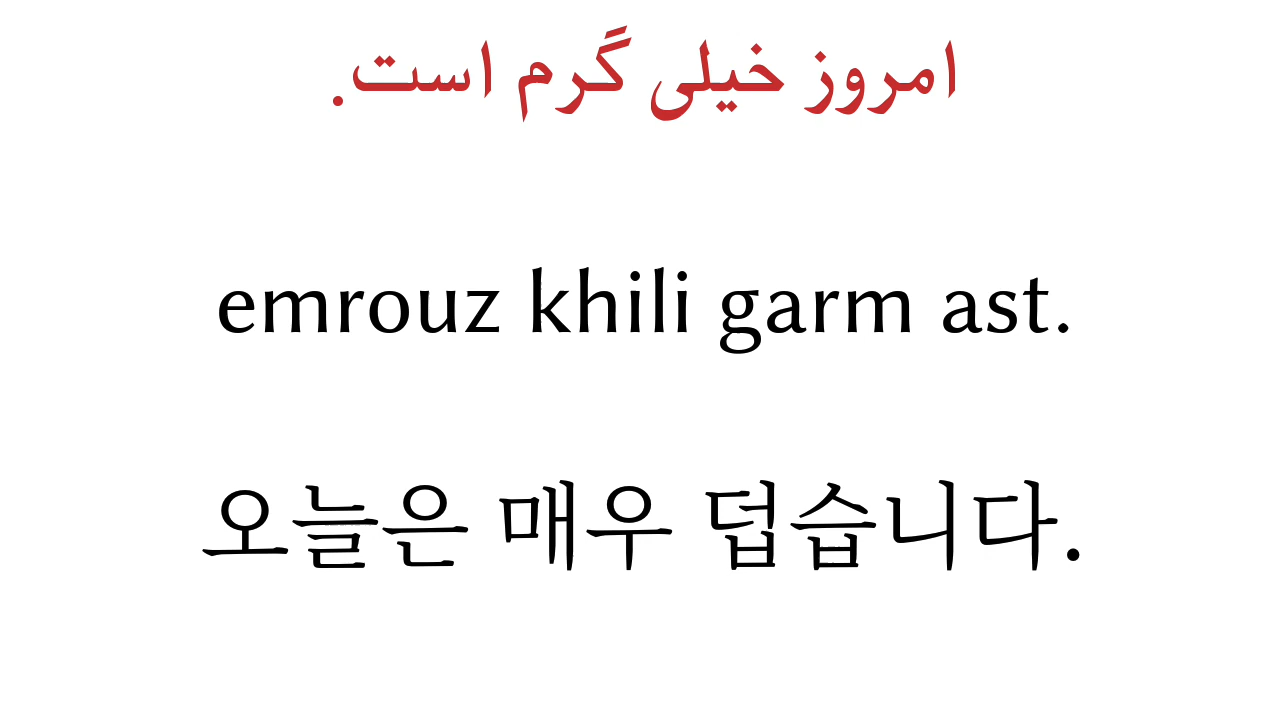 امروز خیلی گرم است.
emrouz khili garm ast.
오늘은 매우 덥습니다.